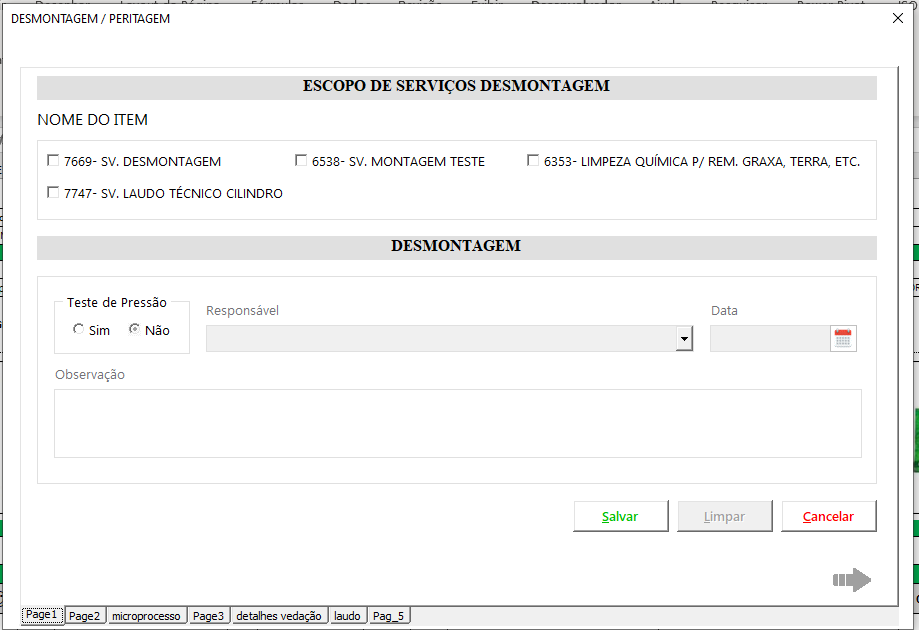 DESMONTAGEM / PERITAGEM
ESCOPO DE SERVIÇOS DESMONTAGEM
NOME DO ITEM
7669- SV. DESMONTAGEM 6538- SV. MONTAGEM TESTE 6353- LIMPEZA QUÍMICA P/ REM. GRAXA, TERRA, ETC.
7747- SV. LAUDO TÉCNICO CILINDRO
DESMONTAGEM
Teste de Pressão Responsável Data
Sim Não
Observação
Salvar Limpar Cancelar
Page1 Page2 microprocesso Page3 detalhes vedação laudo Pag_5